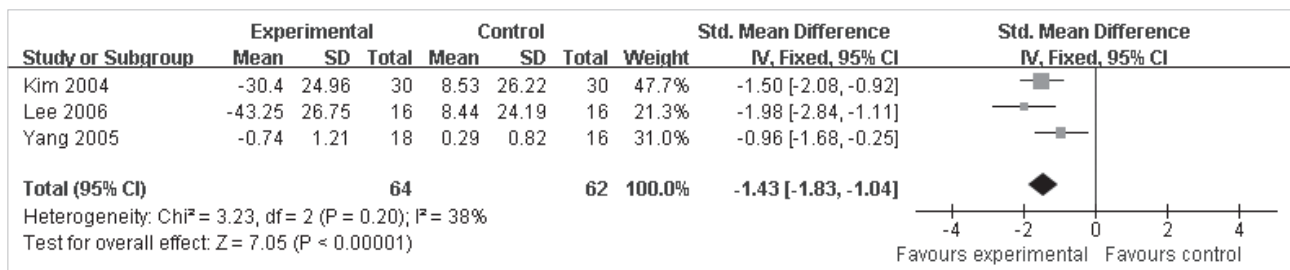 Experimental Control Std. Mean Difference Std. Mean Difference
Study or Subgroup Mean SD Total Mean SD Total Weight IV, Fixed, 95% CI IV, Fixed, 95% CI
Kim 2004 -30.4 24.96 30 8.53 26.22 30 47.7% -1.50 [-2.08, -0.92]
Lee 2006 -43.25 26.75 16 8.44 24.19 16 21.3% -1.98 [-2.84, -1.11]
Yang 2005 -0.74 1.21 18 0.29 0.82 16 31.0% -0.96 [-1.68, -0.25]
Total (95% CI) 64 62 100.0% -1.43 [-1.83, -1.04]
Heterogeneity: Chi² = 3.23, df = 2 (P = 0.20); I² = 38%
Test for overall effect: Z = 7.05 (P < 0.00001)
-4 -2 0 2 4
Favours experimental Favours control